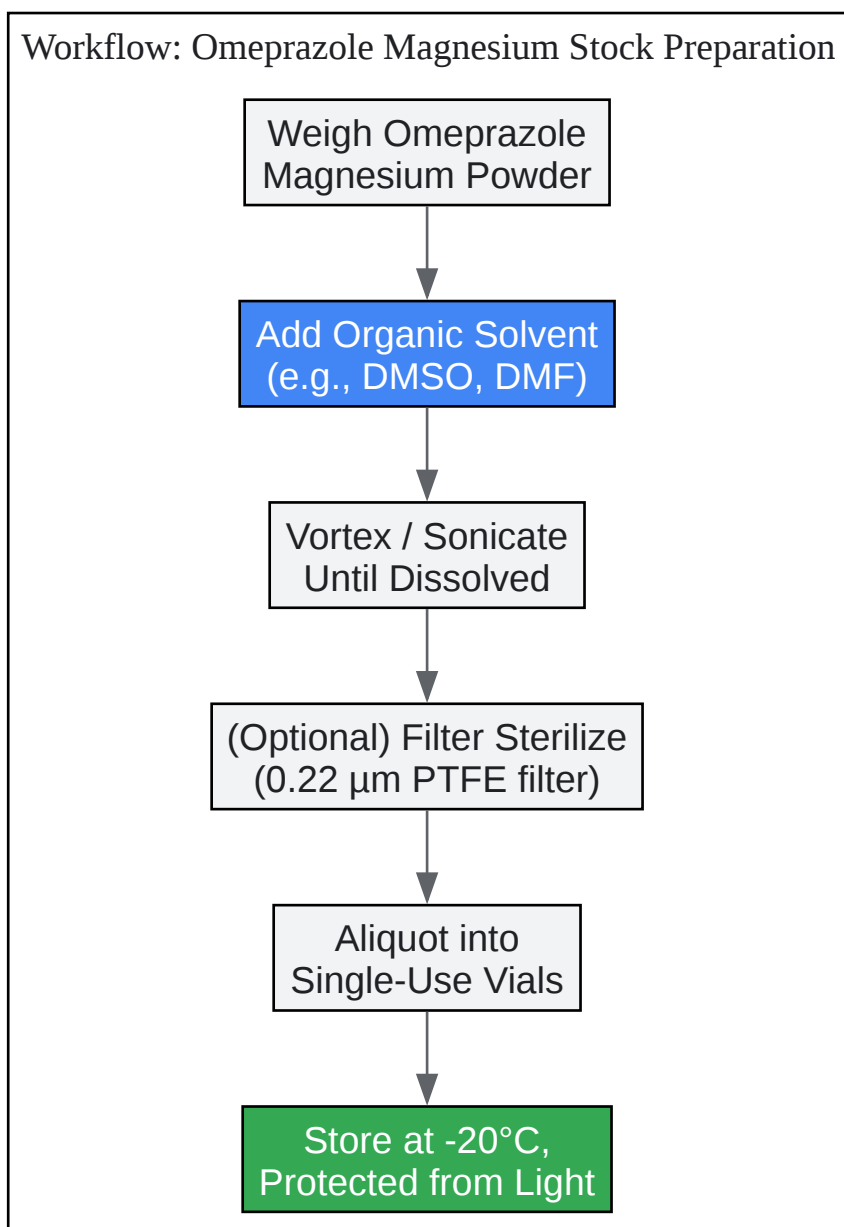 Workflow: Omeprazole Magnesium Stock Preparation
Weigh Omeprazole
Magnesium Powder
Add Organic Solvent
(e.g., DMSO, DMF)
Vortex / Sonicate
Until Dissolved
(Optional) Filter Sterilize
(0.22 µm PTFE filter)
Aliquot into
Single-Use Vials
Store at -20°C,
Protected from Light